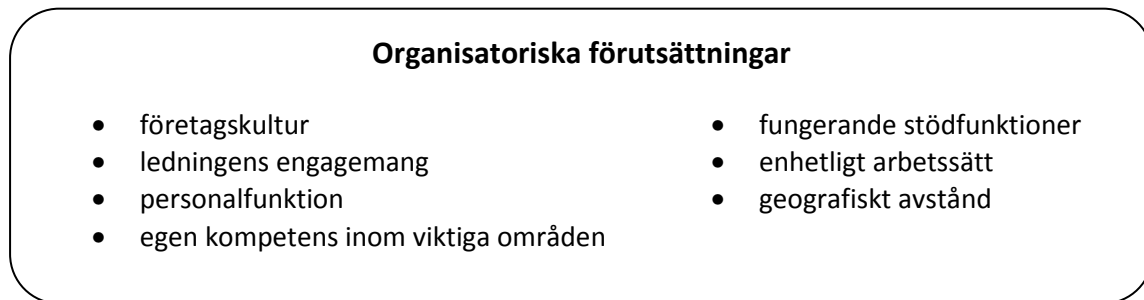 Organisatoriska förutsättningar
• företagskultur
• ledningens engagemang
• personalfunktion
• egen kompetens inom viktiga områden
• fungerande stödfunktioner
• enhetligt arbetssätt
• geografiskt avstånd